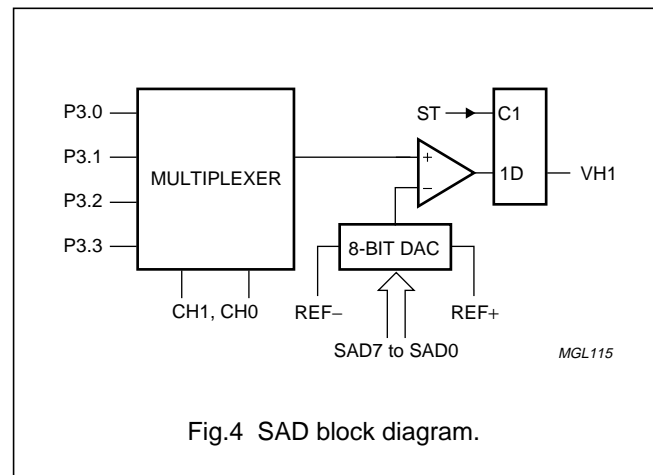 P3.0
P3.1
P3.2
P3.3
MULTIPLEXER
CH1, CH0
ST
C1
1D
VH1
+
−
8-BIT DAC
REF−
REF+
SAD7 to SAD0
MGL115
Fig.4 SAD block diagram.